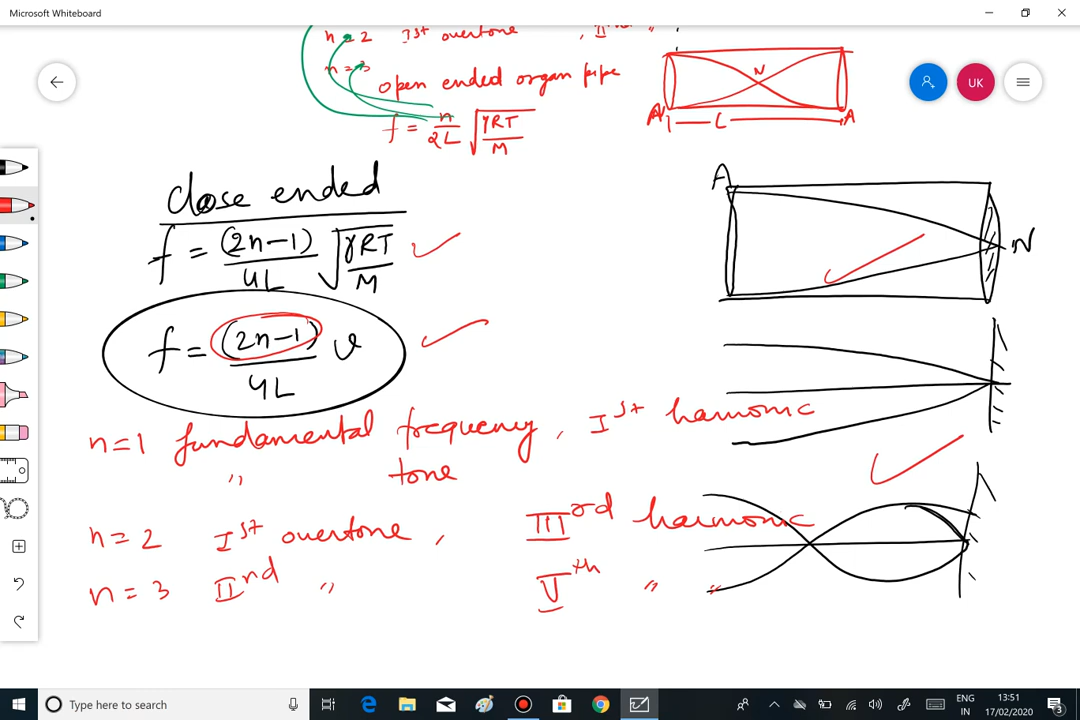 Microsoft Whiteboard
n = 2 Ist overtone , II
n = 3
open ended organ pipe
f = n/2L √γRT/M
N
A L A
UK
close ended
f = (2n-1)/4L √γRT/M
A
N
f = (2n-1)/4L v
n=1 fundamental frequency, Ist harmonic
" tone
n=2 Ist overtone, IIIrd harmonic
n=3 IInd " Vth " "
Type here to search
ENG
IN
13:51
17/02/2020
3